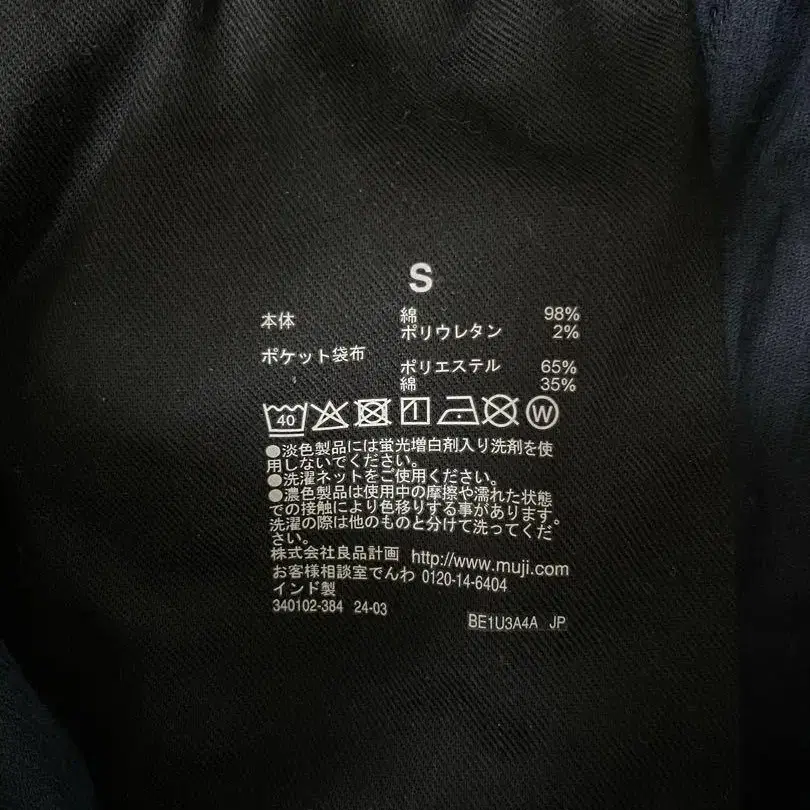 S
本体 綿 98%
ポリウレタン 2%
ポケット袋布 ポリエステル 65%
綿 35%
40 W
●淡色製品には蛍光増白剤入り洗剤を使
用しないでください。
●洗濯ネットをご使用ください。
●濃色製品は使用中の摩擦や濡れた状態
での接触により色移りする事があります。
洗濯の際は他のものと分けて洗ってくだ
さい。
株式会社良品計画 http://www.muji.com
お客様相談室でんわ 0120-14-6404
インド製
340102-384 24-03
BE1U3A4A JP